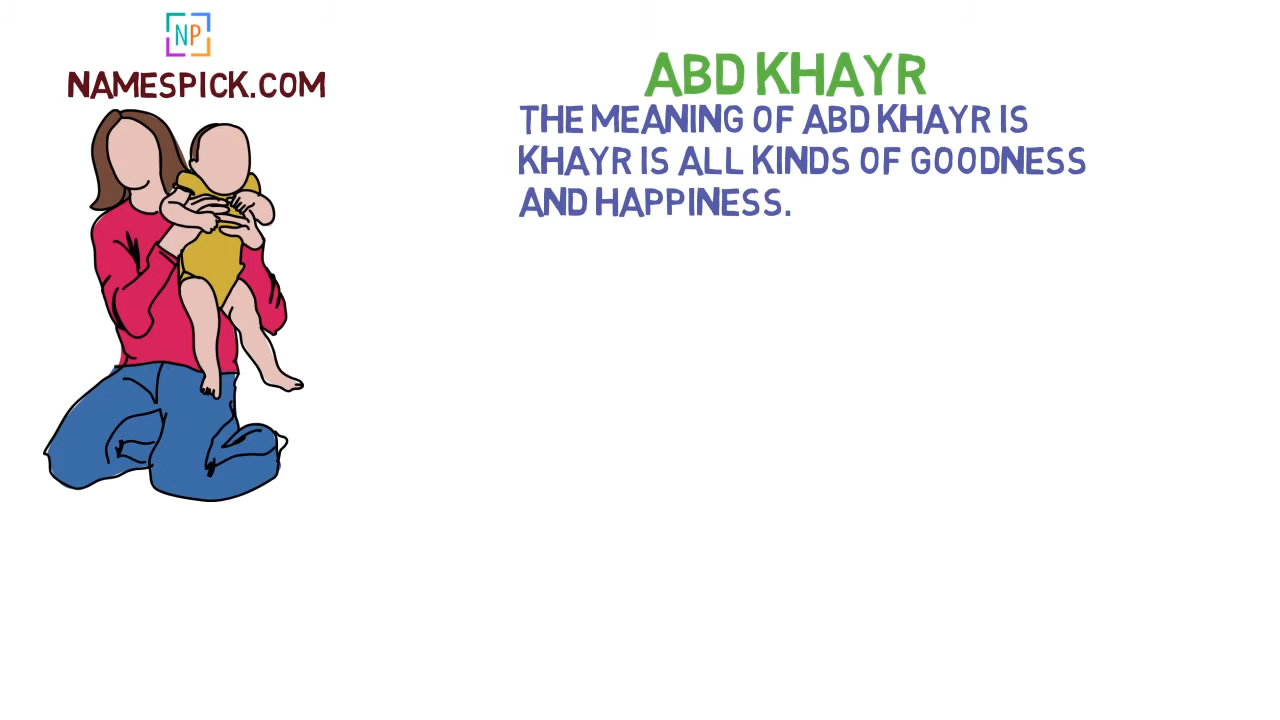 NP
NAMESPICK.COM
ABD KHAYR
THE MEANING OF ABD KHAYR IS
KHAYR IS ALL KINDS OF GOODNESS
AND HAPPINESS.